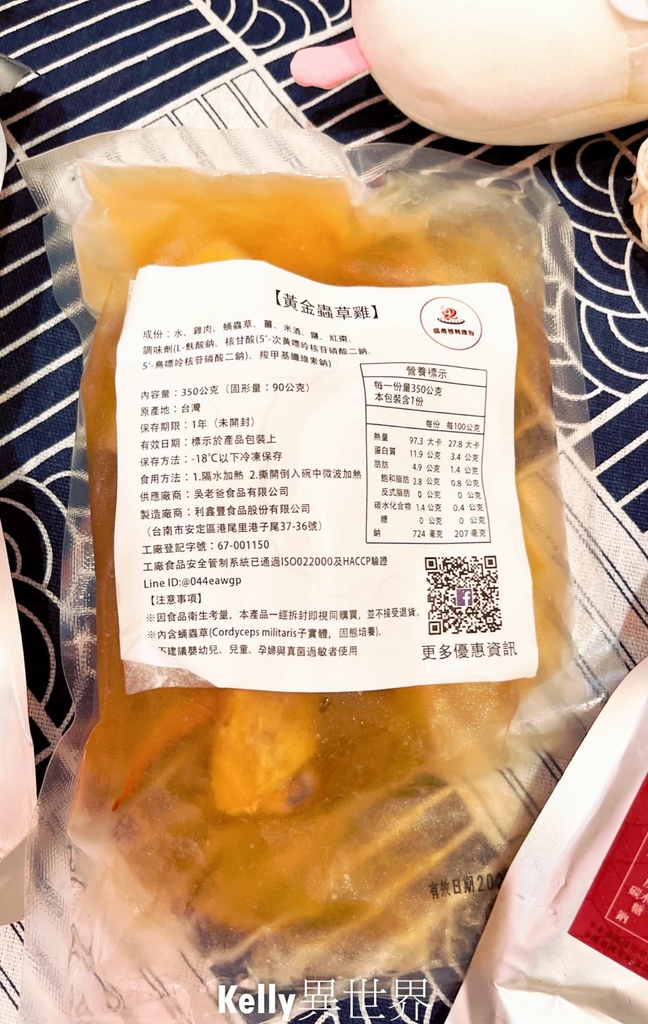 【黃金蟲草雞】
成份：水、雞肉、蛹蟲草、薑、米酒、鹽、紅棗、
調味劑(L-麩酸鈉、核甘酸(5'-次黃嘌呤核苷磷酸二鈉、
5'-鳥嘌呤核苷磷酸二鈉)、羧甲基纖維素鈉)
內容量：350公克（固形量：90公克）
原產地：台灣
保存期限：1年（未開封）
有效日期：標示於產品包裝上
保存方法：-18℃以下冷凍保存
食用方法：1.隔水加熱 2.撕開倒入碗中微波加熱
供應廠商：吳老爸食品有限公司
製造廠商：利鑫豐食品股份有限公司
（台南市安定區港尾里港子尾37-36號）
工廠登記字號：67-001150
工廠食品安全管制系統已通過ISO22000及HACCP驗證
Line ID:@044eawgp
【注意事項】
※因食品衛生考量，本產品一經拆封即視同購買，並不接受退貨。
※內含蛹蟲草(Cordyceps militaris子實體，固態培養)，
不建議嬰幼兒、兒童、孕婦與真菌過敏者使用
營養標示
每一份量350公克
本包裝含1份
每份 每100公克
熱量 97.3 大卡 27.8 大卡
蛋白質 11.9 公克 3.4 公克
脂肪 4.9 公克 1.4 公克
飽和脂肪 2.8 公克 0.8 公克
反式脂肪 0 公克 0 公克
碳水化合物 1.4 公克 0.4 公克
糖 0 公克 0 公克
鈉 724 毫克 207 毫克
更多優惠資訊
有效日期202
Kelly異世界